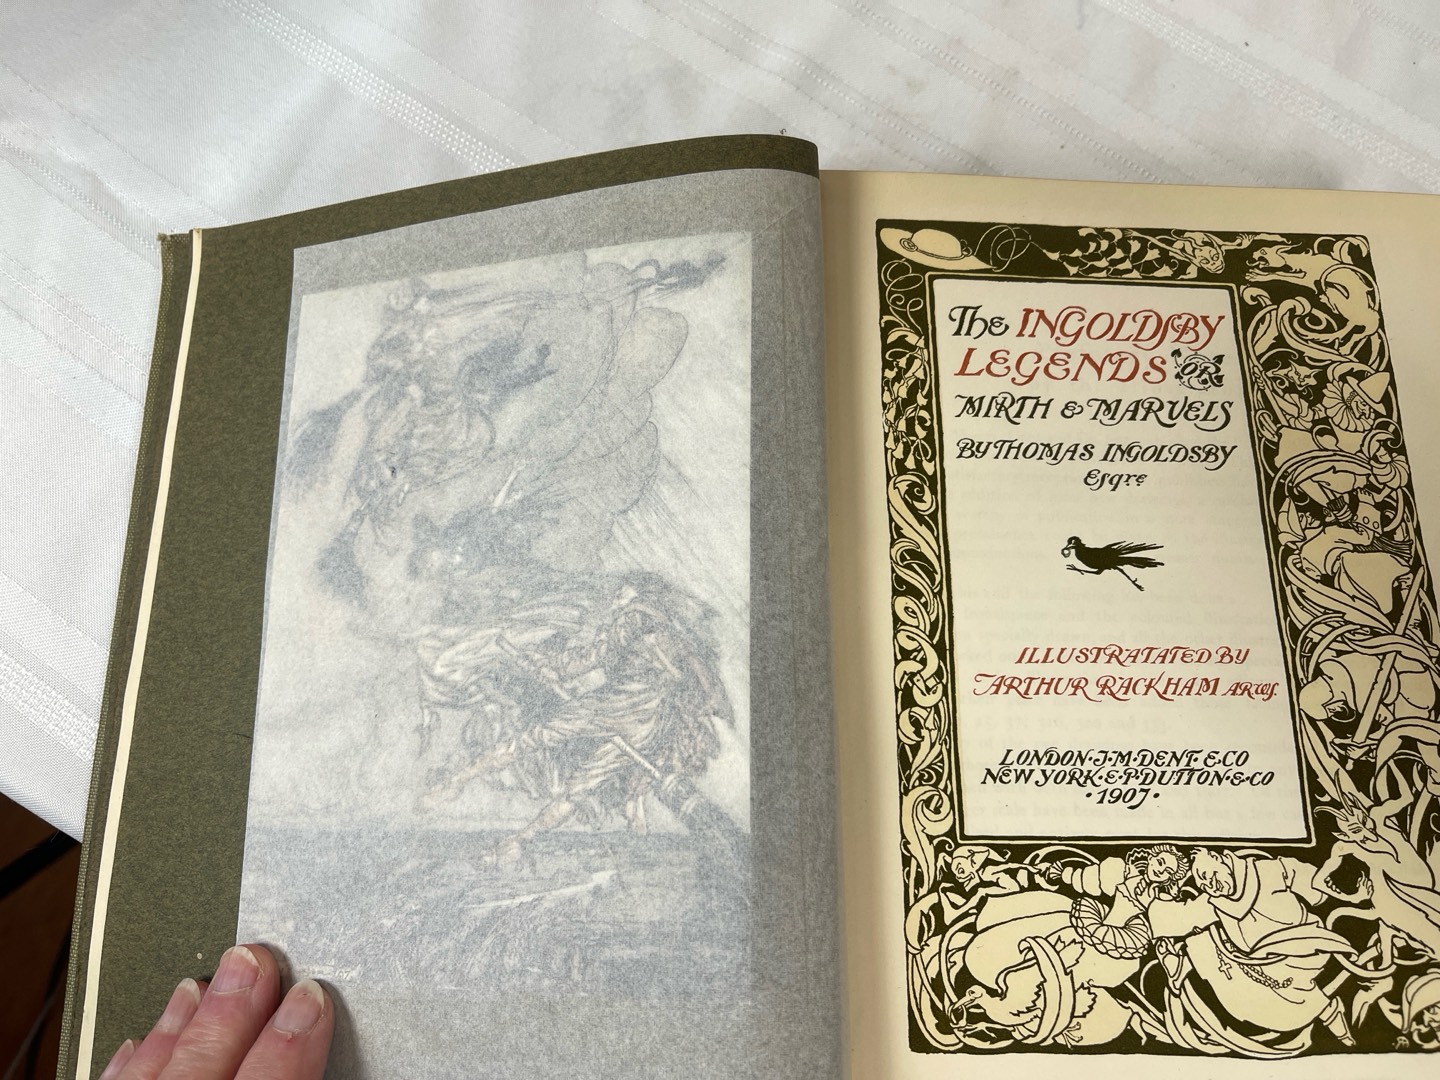 The INGOLDSBY
LEGENDS OR
MIRTH & MARVELS
BY THOMAS INGOLDSBY
Esqre
ILLUSTRATATED BY
ARTHUR RACKHAM ARWS.
LONDON·J·M·DENT·&CO
NEW YORK·E·P·DUTTON·&·CO
·1907·